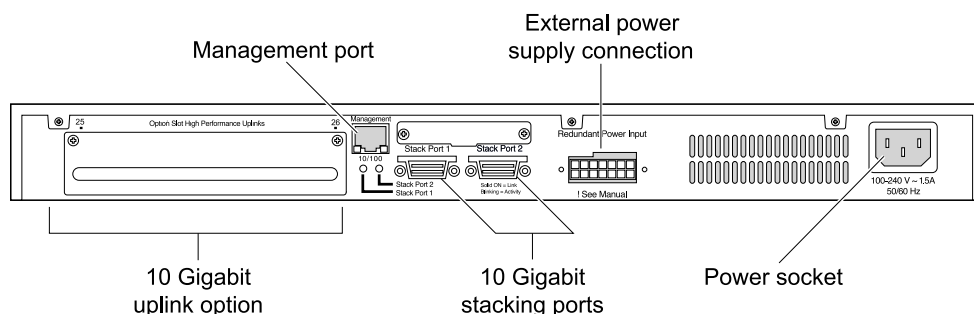 External power
supply connection
Management port
25
Option Slot High Performance Uplinks
26
Management
10/100
Stack Port 2
Stack Port 1
Stack Port 1
Stack Port 2
Solid ON = Link
Blinking = Activity
Redundant Power Input
! See Manual
100-240 V ~ 1.5A
50/60 Hz
10 Gigabit
uplink option
10 Gigabit
stacking ports
Power socket